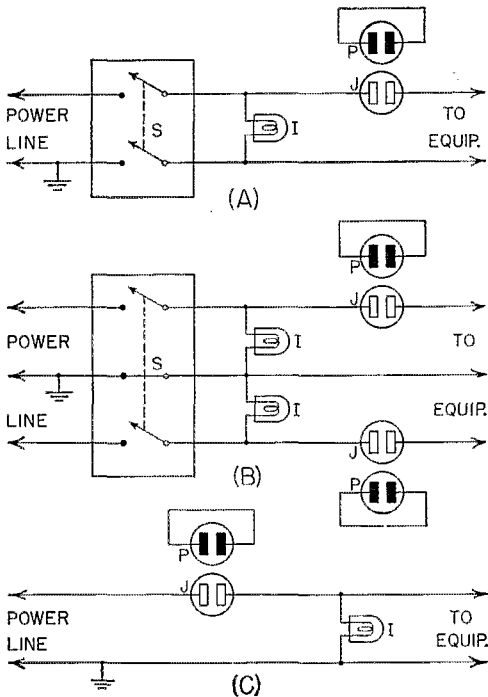 P
J
POWER
LINE
S
I
TO
EQUIP.
(A)
P
J
POWER
S
I
TO
LINE
I
EQUIP.
J
(B)
P
P
J
POWER
LINE
I
TO
EQUIP.
(C)